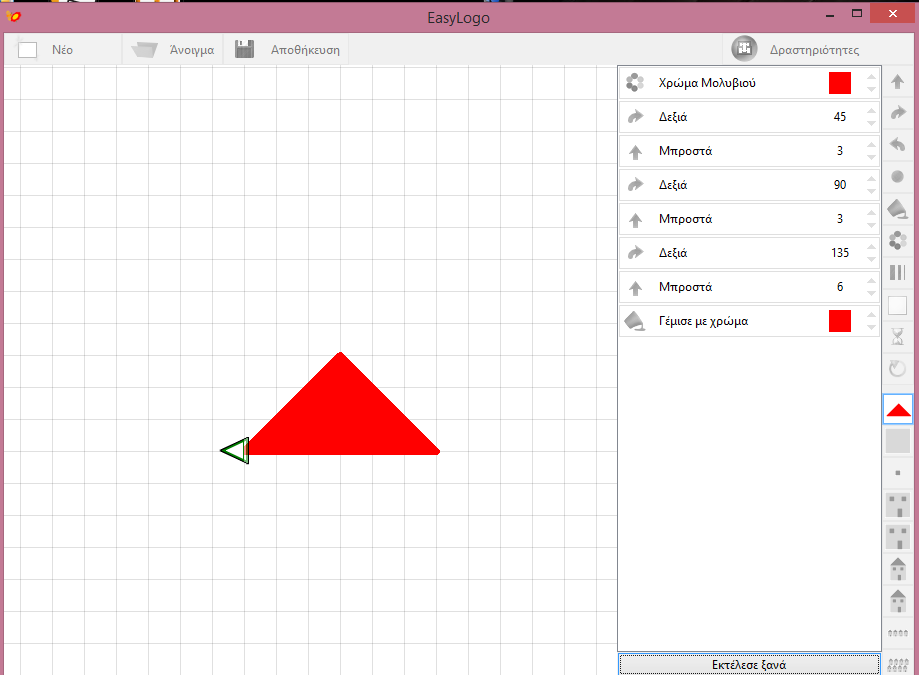 EasyLogo
Νέο Άνοιγμα Αποθήκευση Δραστηριότητες
Χρώμα Μολυβιού
Δεξιά 45
Μπροστά 3
Δεξιά 90
Μπροστά 3
Δεξιά 135
Μπροστά 6
Γέμισε με χρώμα
Εκτέλεσε ξανά